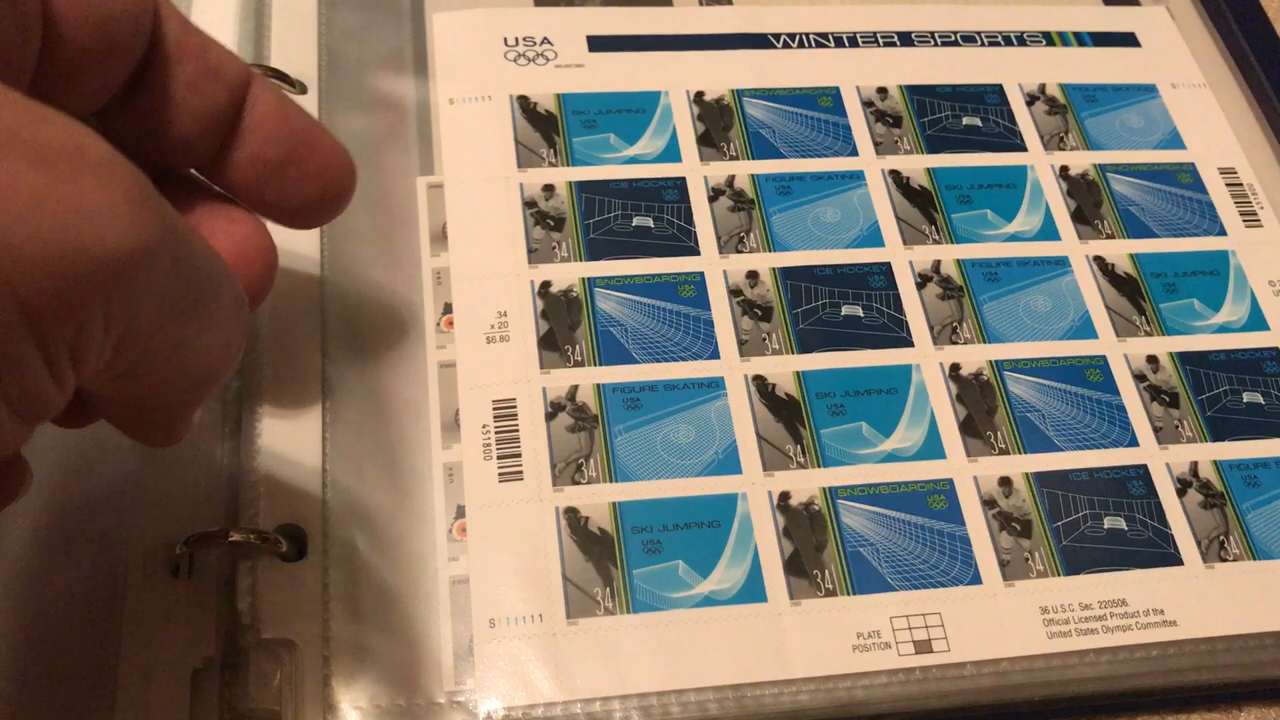 USA
WINTER SPORTS
S111111
SKI JUMPING
USA
34
SNOWBOARDING
USA
34
ICE HOCKEY
34
FIGURE SKATING
USA
34
ICE HOCKEY
USA
34
FIGURE SKATING
USA
34
SKI JUMPING
USA
34
SNOWBOARDING
USA
34
451800
SNOWBOARDING
USA
34
ICE HOCKEY
USA
34
FIGURE SKATING
USA
34
SKI JUMPING
USA
34
.34
x 20
$6.80
FIGURE SKATING
USA
34
SKI JUMPING
USA
34
SNOWBOARDING
USA
34
ICE HOCKEY
USA
34
451800
SKI JUMPING
USA
34
SNOWBOARDING
USA
34
ICE HOCKEY
USA
34
FIGURE
USA
34
S111111
PLATE
POSITION
36 U.S.C. Sec. 220506.
Official Licensed Product of the
United States Olympic Committee.